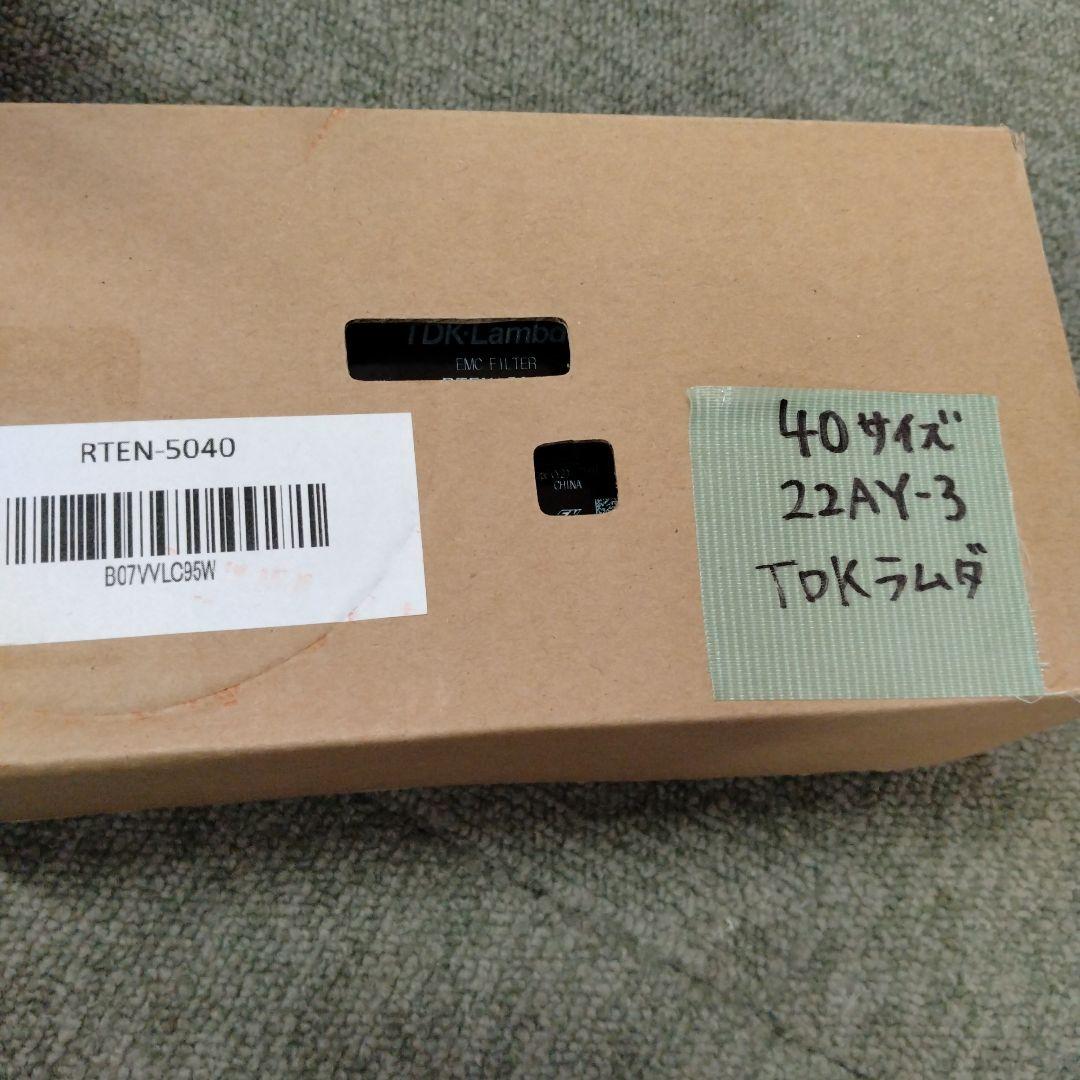 TDK-Lambd
EMC FILTER
RTEN-5040
B07VVLC95W
CHINA
40サイズ
22AY-3
TDKラムダ